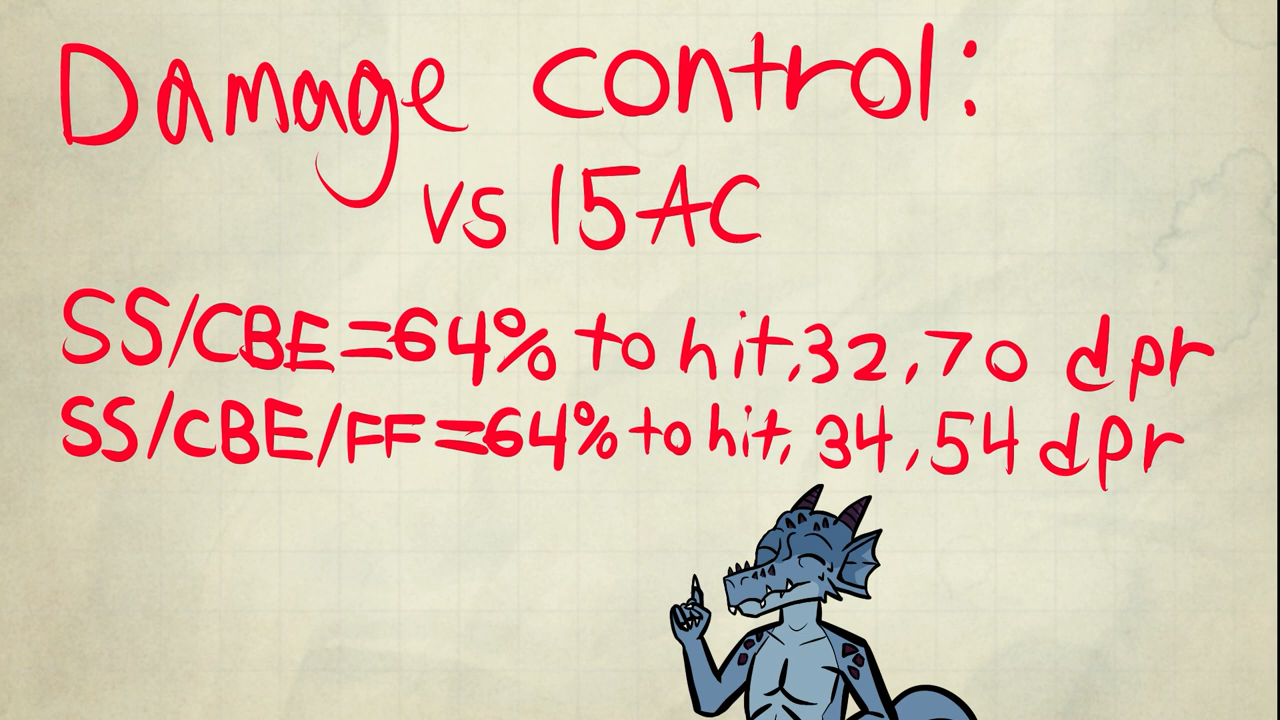 Damage control:
vs 15AC
SS/CBE=64% to hit, 32,70 dpr
SS/CBE/FF=64% to hit, 34,54 dpr